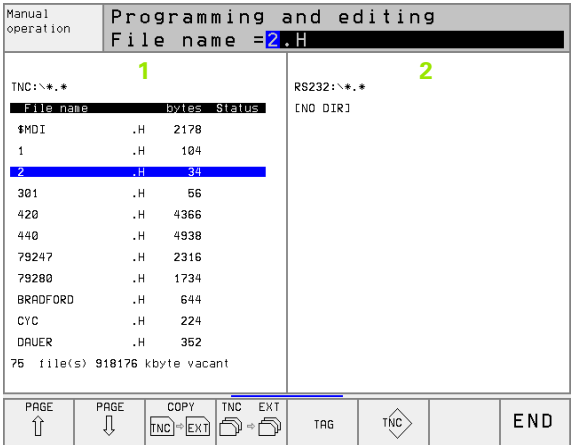 Manual
operation
Programming and editing
File name =2.H
1
2
TNC:\*.*
RS232:\*.*
File name bytes Status
[NO DIR]
$MDI .H 2178
1 .H 104
2 .H 34
301 .H 56
420 .H 4366
440 .H 4938
79247 .H 2316
79280 .H 1734
BRADFORD .H 644
CYC .H 224
DAUER .H 352
75 file(s) 918176 kbyte vacant
PAGE
PAGE
COPY
TNC EXT
TNC EXT
TAG
TNC
END